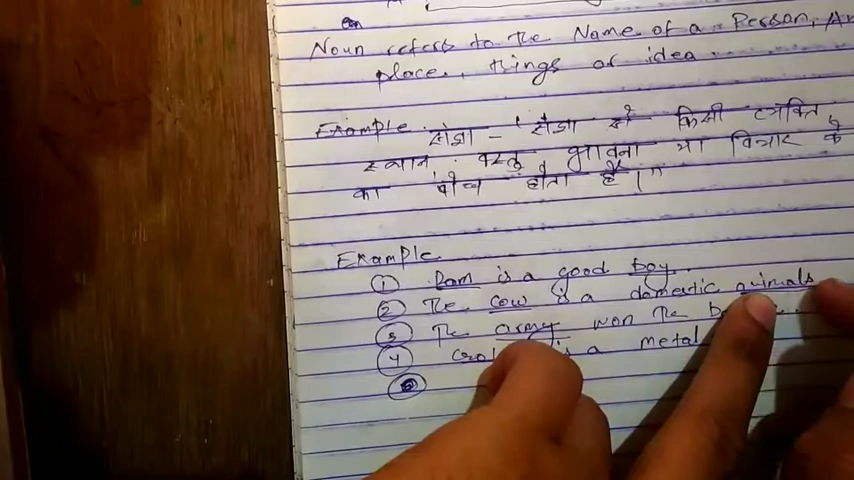 Noun refers to the Name of a Person, An
place, things or idea
Example संज्ञा - "संज्ञा से किसी व्यक्ति
स्थान, वस्तु, भावना या विचार के
का बोध होता है।"
Example
① Ram is a good boy.
② The cow is a domestic animals
③ The army won the
④ is a metal